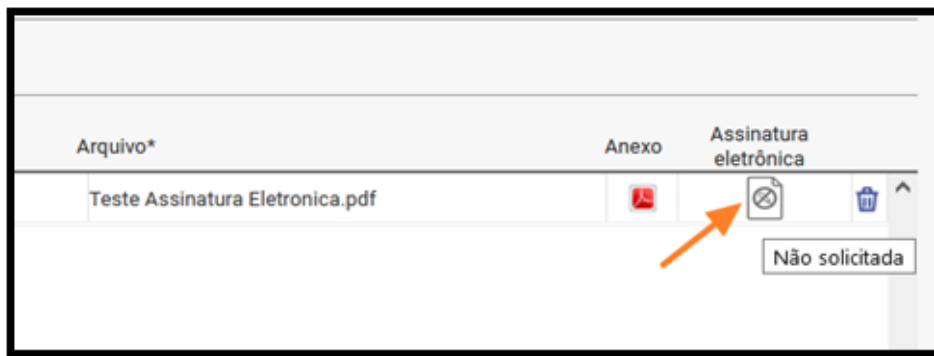 Arquivo*
Anexo
Assinatura
eletrônica
Teste Assinatura Eletronica.pdf
Não solicitada